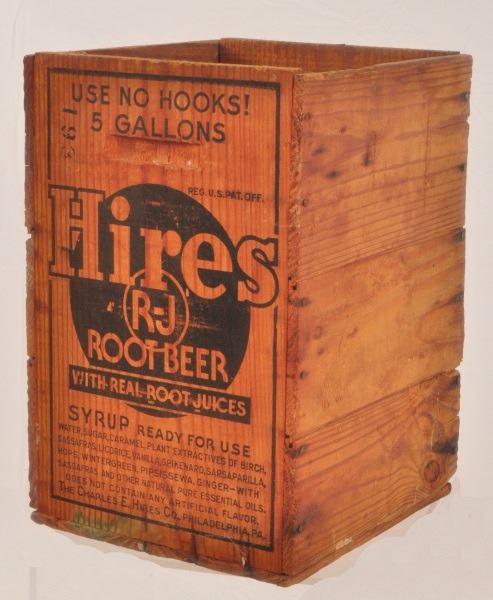 USE NO HOOKS!
5 GALLONS
REG. U.S. PAT. OFF.
Hires
R-J
ROOT BEER
WITH REAL ROOT JUICES
SYRUP READY FOR USE
WATER, SUGAR, CARAMEL, PLANT EXTRACTIVES OF BIRCH,
SASSAFRAS, LICORICE, VANILLA, SPIKENARD, SARSAPARILLA,
HOPS, WINTERGREEN, PIPSISSEWA, GINGER-WITH
SASSAFRAS AND OTHER NATURAL PURE ESSENTIAL OILS.
DOES NOT CONTAIN ANY ARTIFICIAL FLAVOR.
THE CHARLES E. HIRES CO. PHILADELPHIA, PA.